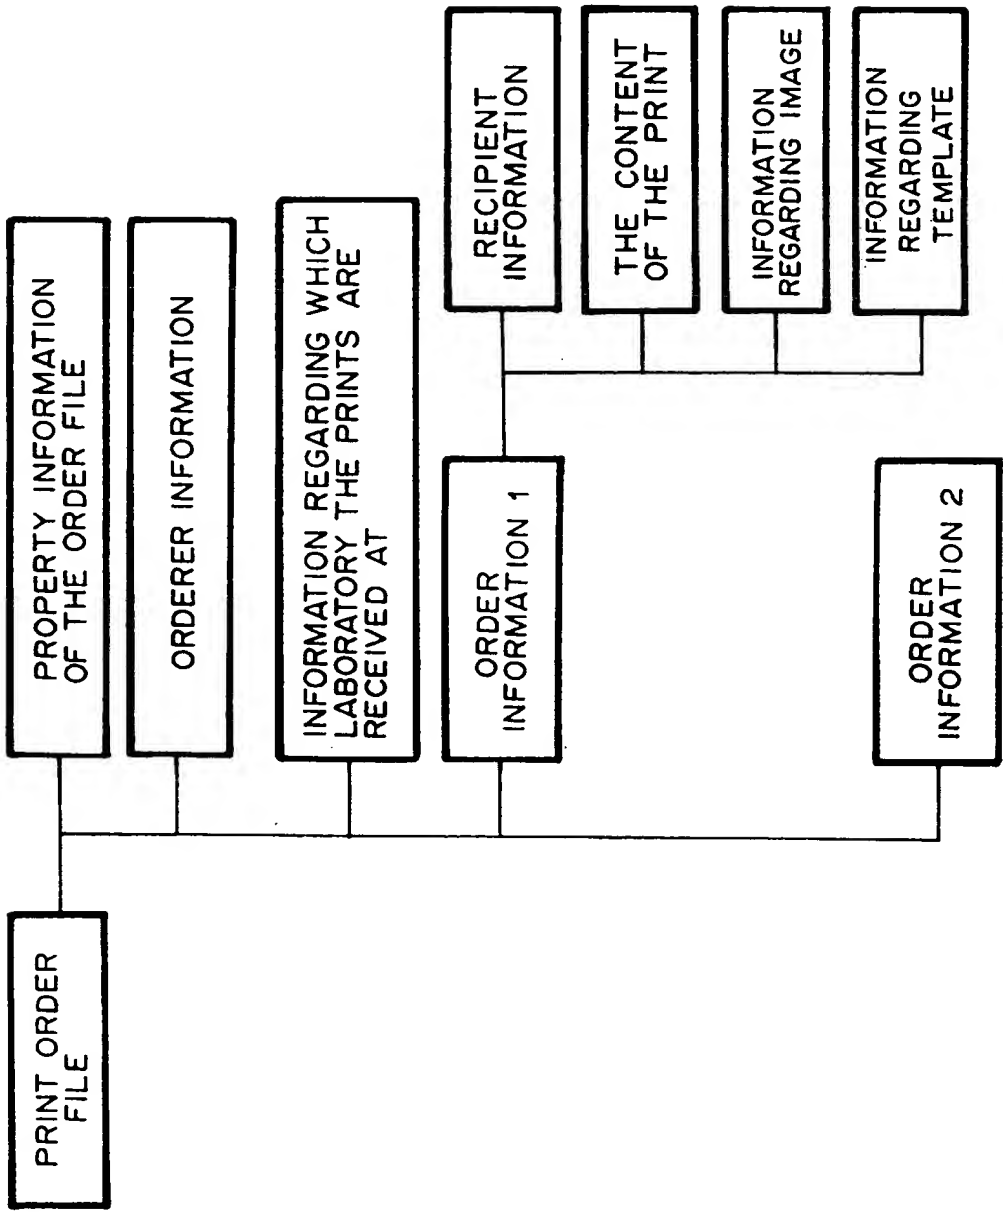 PRINT ORDER
FILE
PROPERTY INFORMATION
OF THE ORDER FILE
ORDERER INFORMATION
INFORMATION REGARDING WHICH
LABORATORY THE PRINTS ARE
RECEIVED AT
ORDER
INFORMATION 1
RECIPIENT
INFORMATION
THE CONTENT
OF THE PRINT
INFORMATION
REGARDING IMAGE
INFORMATION
REGARDING
TEMPLATE
ORDER
INFORMATION 2